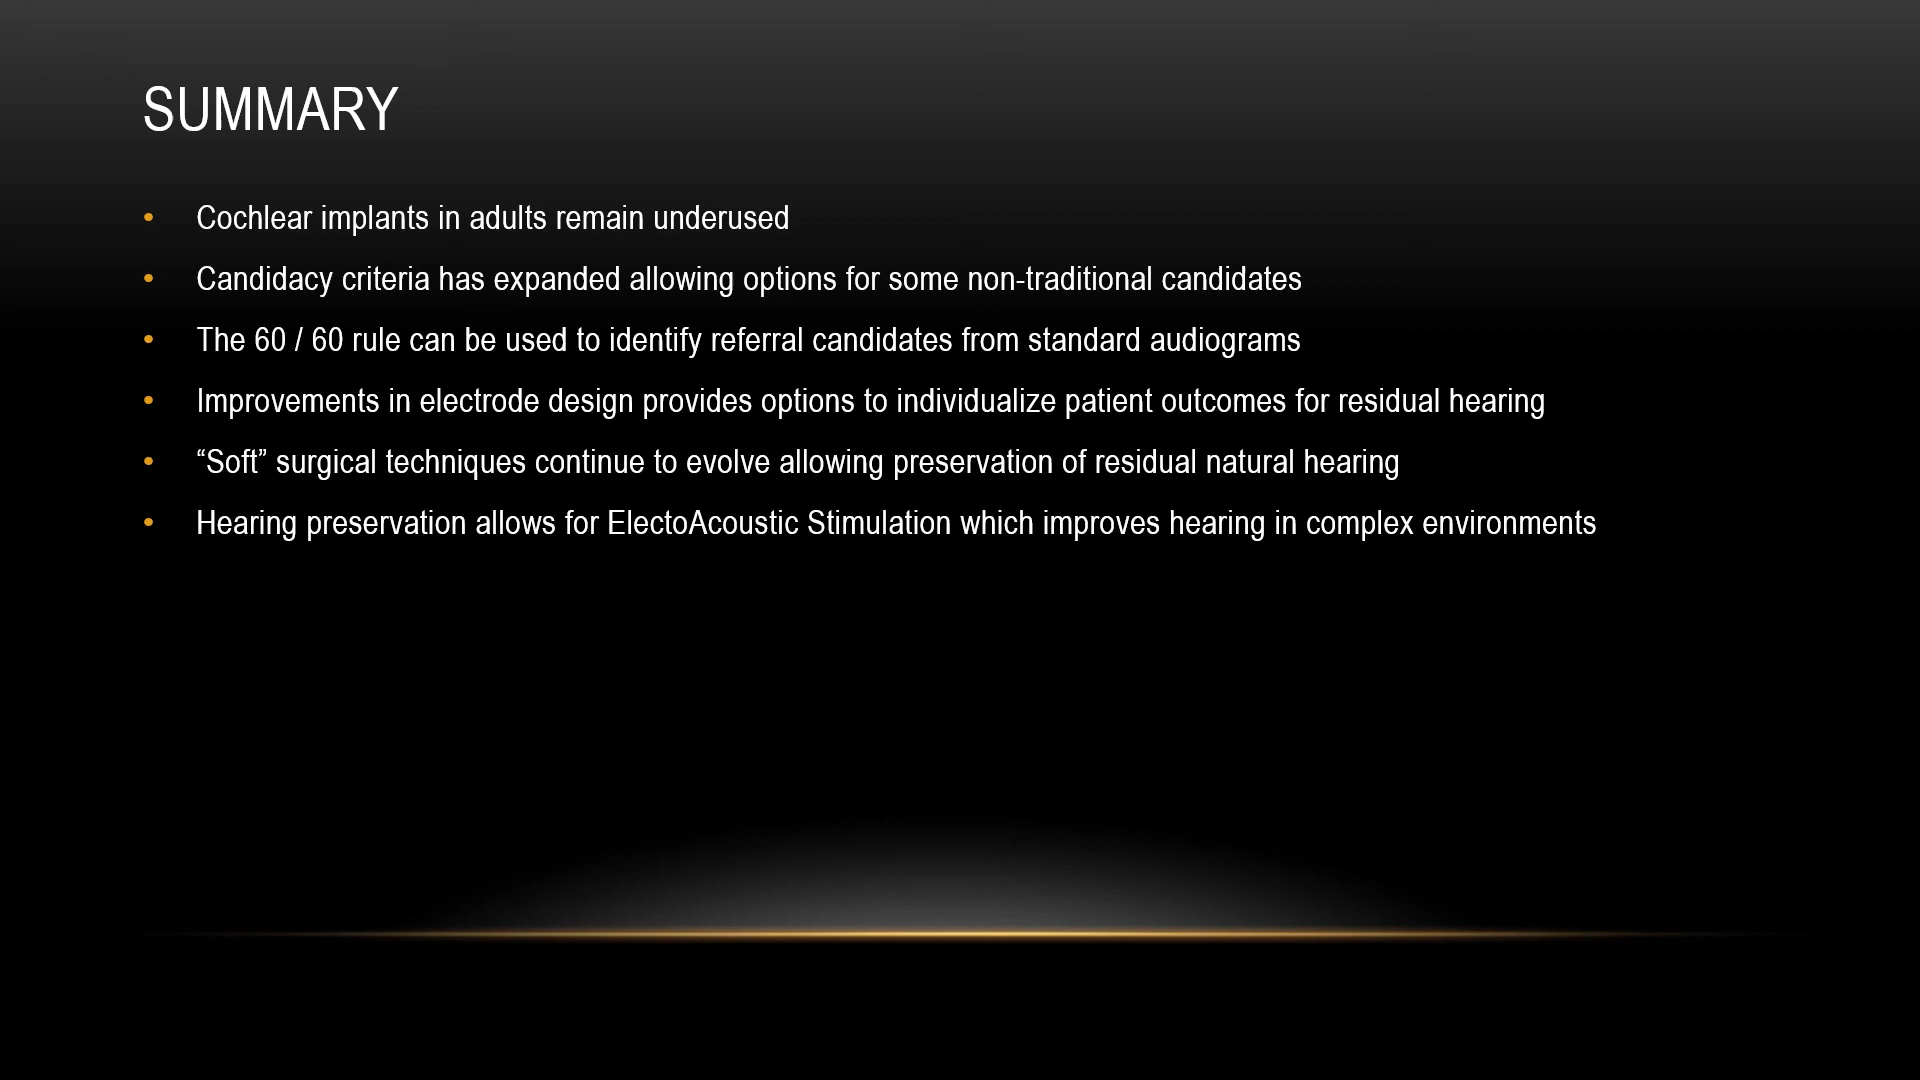 SUMMARY
• Cochlear implants in adults remain underused
• Candidacy criteria has expanded allowing options for some non-traditional candidates
• The 60 / 60 rule can be used to identify referral candidates from standard audiograms
• Improvements in electrode design provides options to individualize patient outcomes for residual hearing
• “Soft” surgical techniques continue to evolve allowing preservation of residual natural hearing
• Hearing preservation allows for ElectoAcoustic Stimulation which improves hearing in complex environments